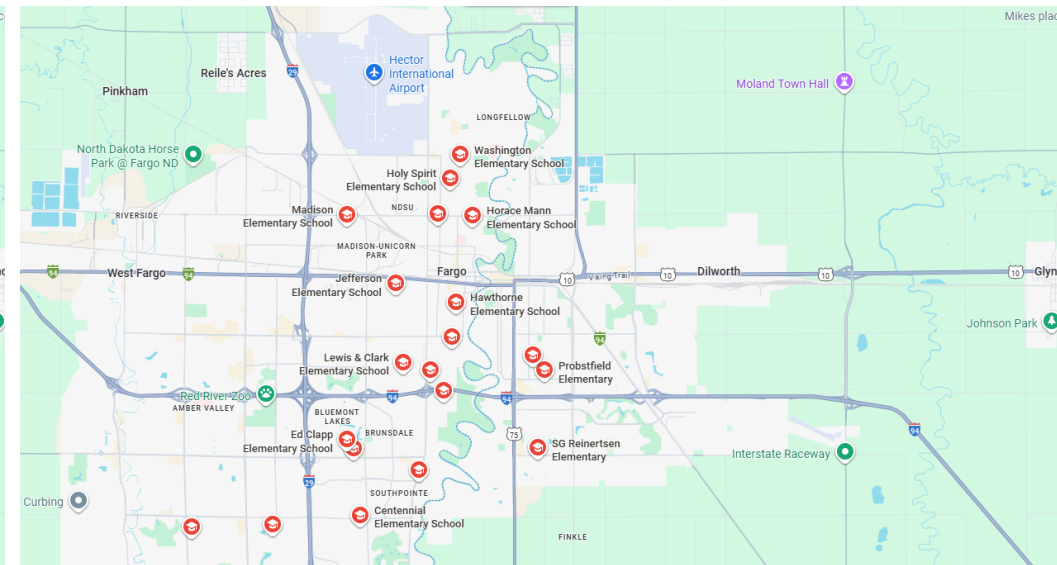 Mikes plac
Hector
International
Airport
Reile's Acres
29
Pinkham
Moland Town Hall
LONGFELLOW
North Dakota Horse
Park @ Fargo ND
Washington
Elementary School
Holy Spirit
Elementary School
Madison
Elementary School
NDSU
Horace Mann
Elementary School
RIVERSIDE
MADISON-UNICORN
PARK
94
West Fargo
94
Jefferson
Elementary School
Fargo
10
Viking Trail
10
Dilworth
10
10
Glyn
Hawthorne
Elementary School
Johnson Park
94
Lewis & Clark
Elementary School
Probstfield
Elementary
Red River Zoo
AMBER VALLEY
94
94
BLUEMONT
LAKES
Ed Clapp
Elementary School
BRUNSDALE
75
94
SG Reinertsen
Elementary
Interstate Raceway
29
SOUTHPOINTE
Curbing
Centennial
Elementary School
FINKLE